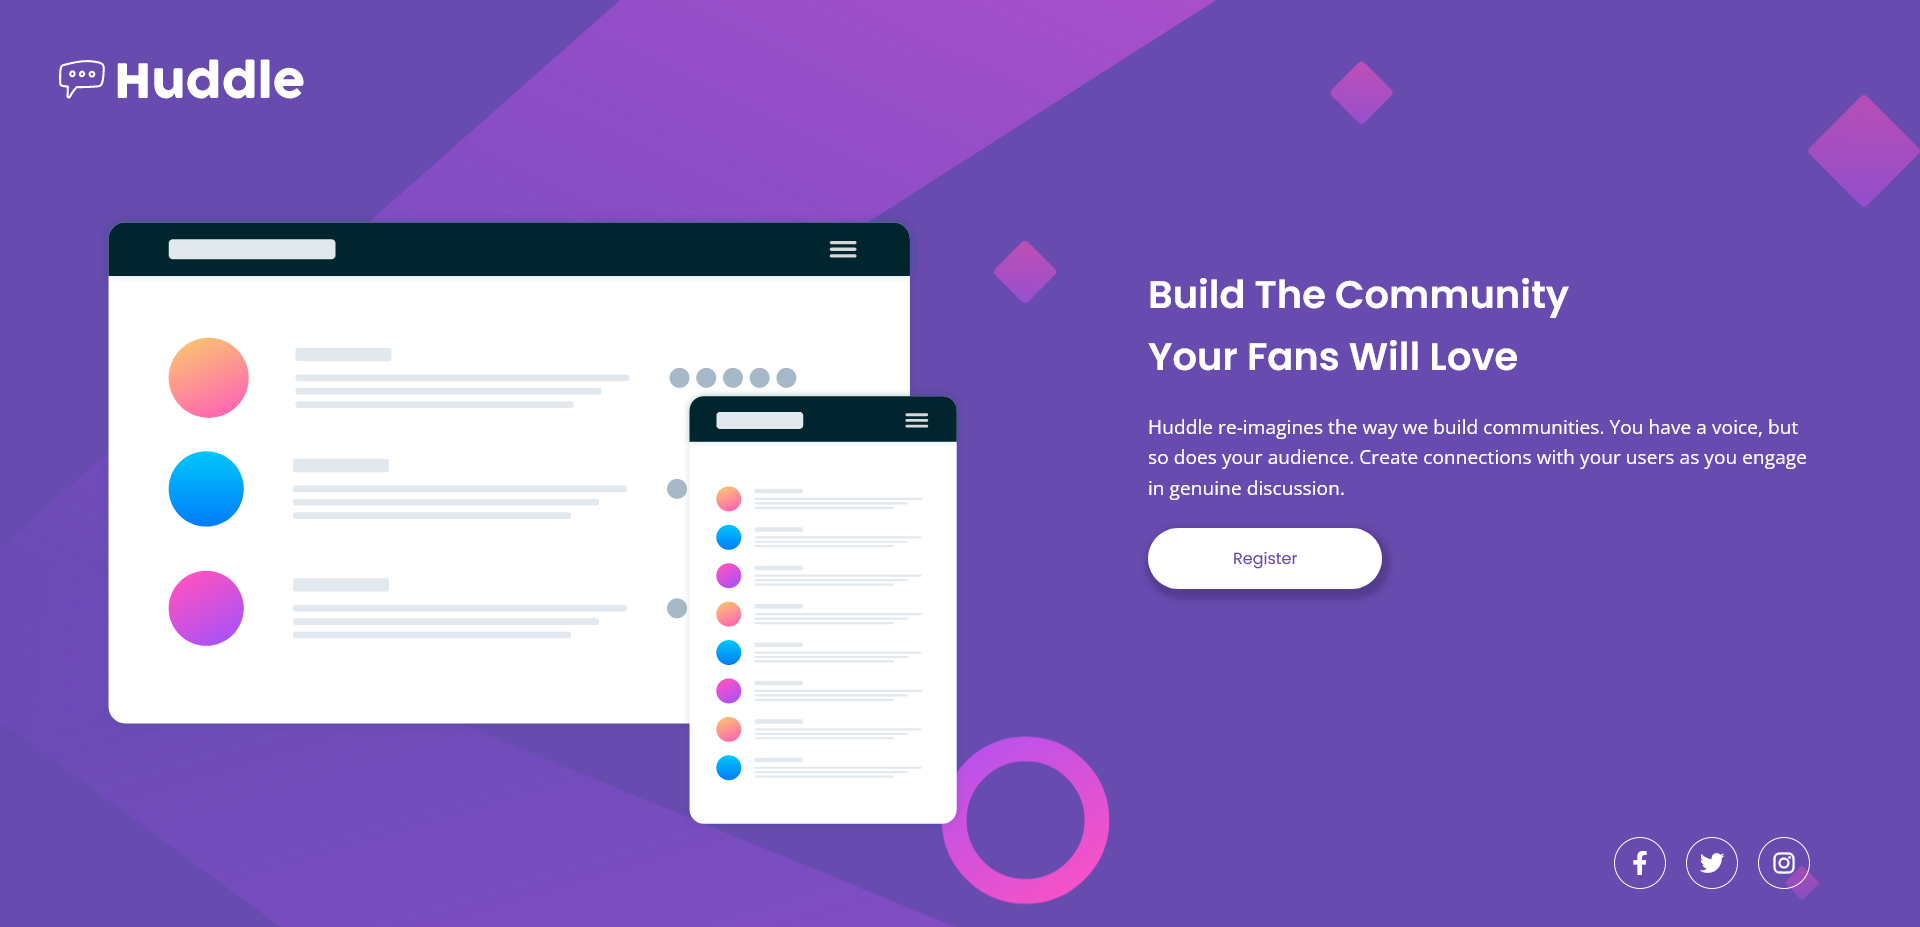 Huddle
Build The Community
Your Fans Will Love
Huddle re-imagines the way we build communities. You have a voice, but
so does your audience. Create connections with your users as you engage
in genuine discussion.
Register